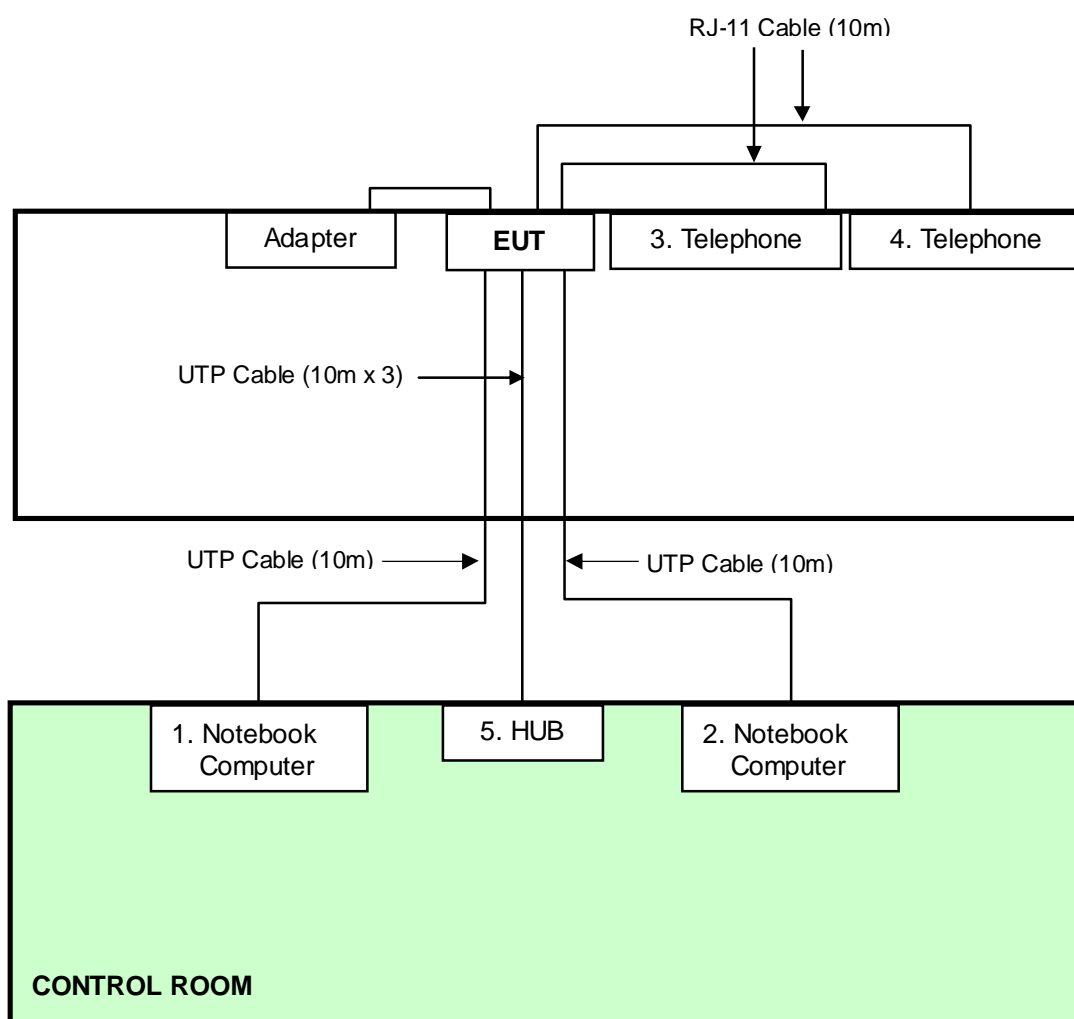 RJ-11 Cable (10m)
Adapter
EUT
3. Telephone
4. Telephone
UTP Cable (10m x 3)
UTP Cable (10m)
UTP Cable (10m)
1. Notebook
Computer
5. HUB
2. Notebook
Computer
CONTROL ROOM